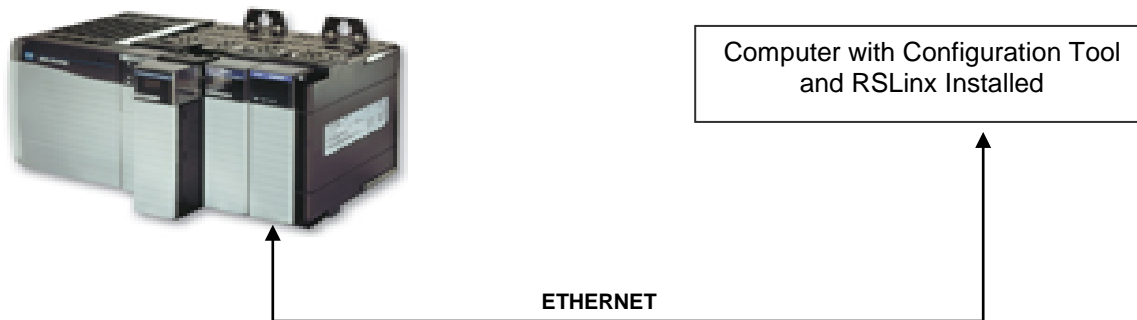 Computer with Configuration Tool
and RSLinx Installed
ETHERNET